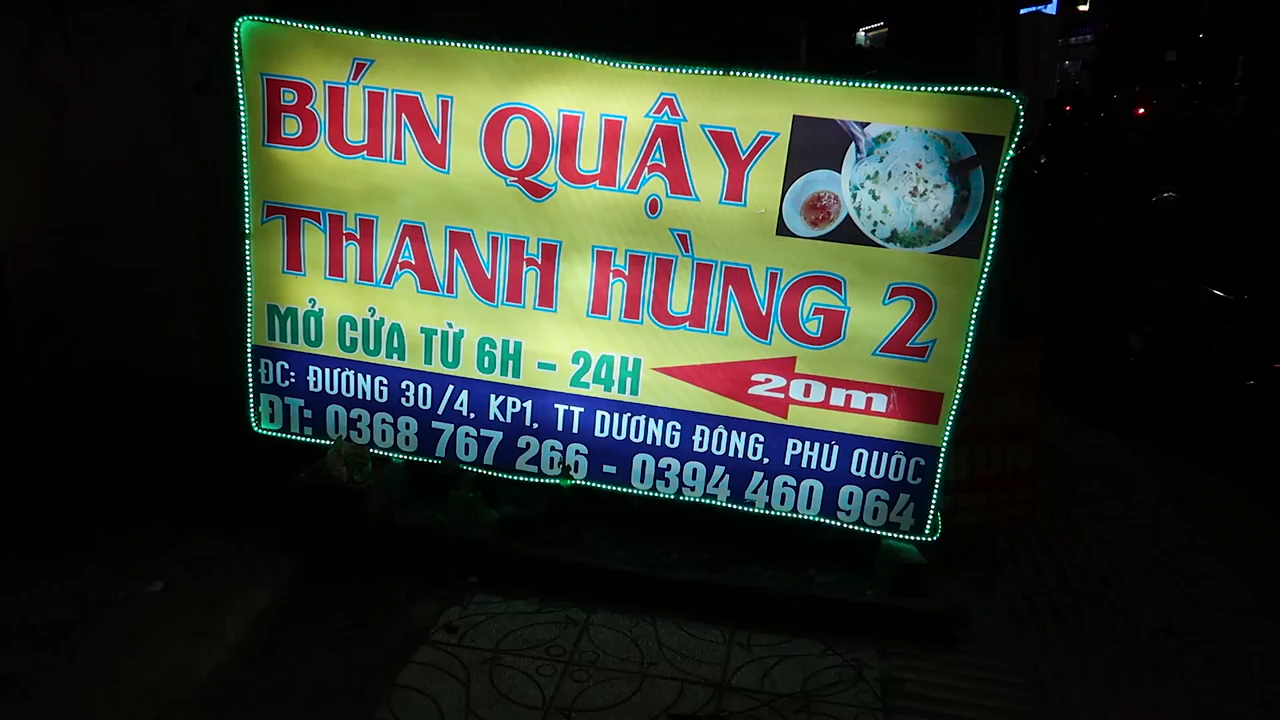 BÚN QUẬY
THANH HÙNG 2
MỞ CỬA TỪ 6H - 24H
20m
ĐC: ĐƯỜNG 30/4, KP1, TT DƯƠNG ĐÔNG, PHÚ QUỐC
ĐT: 0368 767 266 - 0394 460 964